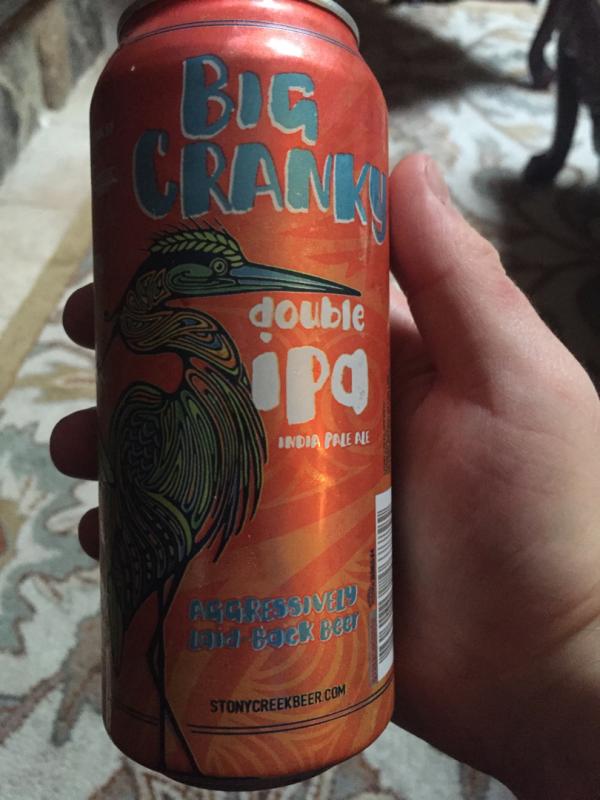 BIG
CRANKY
double
ipa
INDIA PALE ALE
AGGRESSIVELY
laid-back Beer
STONYCREEKBEER.COM